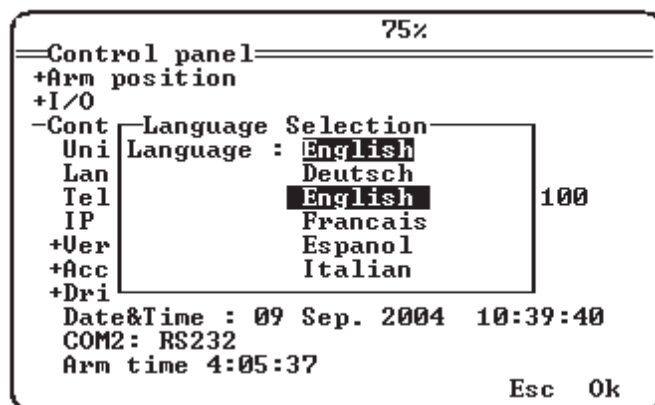 75%
Control panel
+Arm position
+I/O
-Cont Language Selection
Uni Language : English
Lan Deutsch
Tel English 100
IP Francais
+Ver Espanol
+Acc Italian
+Dri
Date&Time : 09 Sep. 2004 10:39:40
COM2: RS232
Arm time 4:05:37
Esc Ok